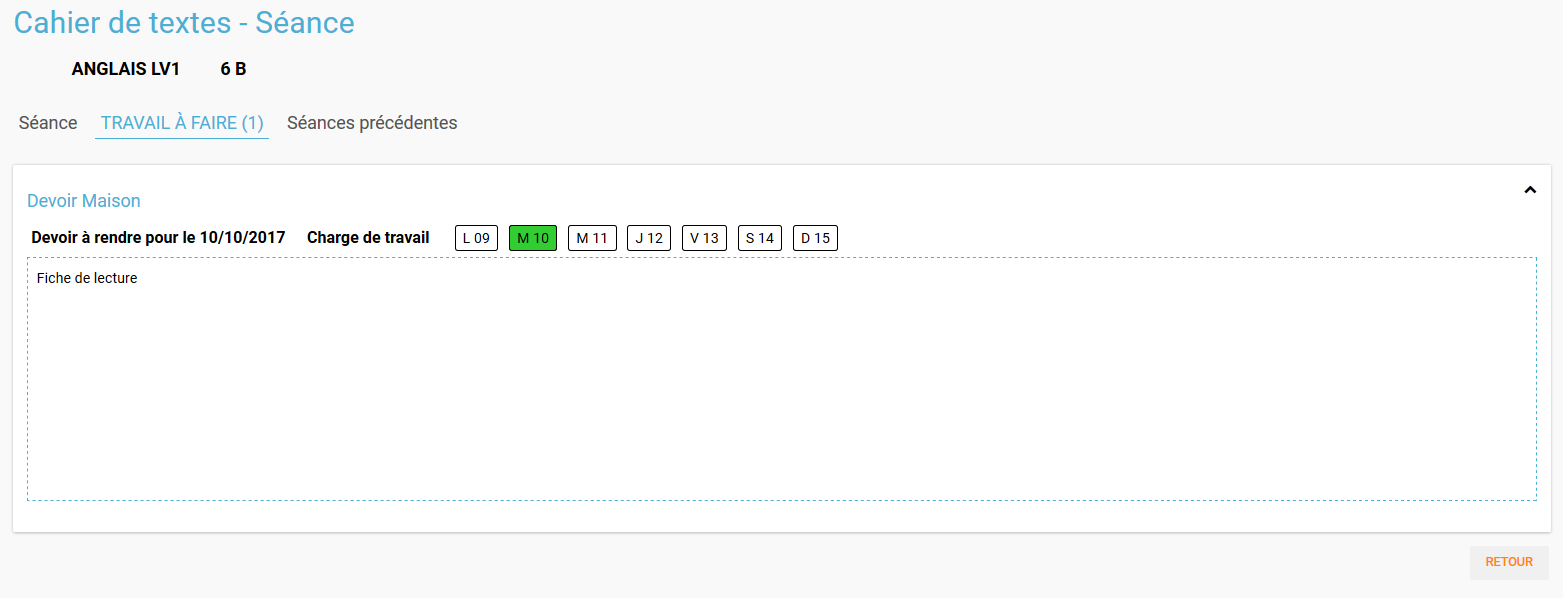 Cahier de textes - Séance
ANGLAIS LV1 6 B
Séance TRAVAIL À FAIRE (1) Séances précédentes
Devoir Maison
Devoir à rendre pour le 10/10/2017 Charge de travail L 09 M 10 M 11 J 12 V 13 S 14 D 15
Fiche de lecture
RETOUR